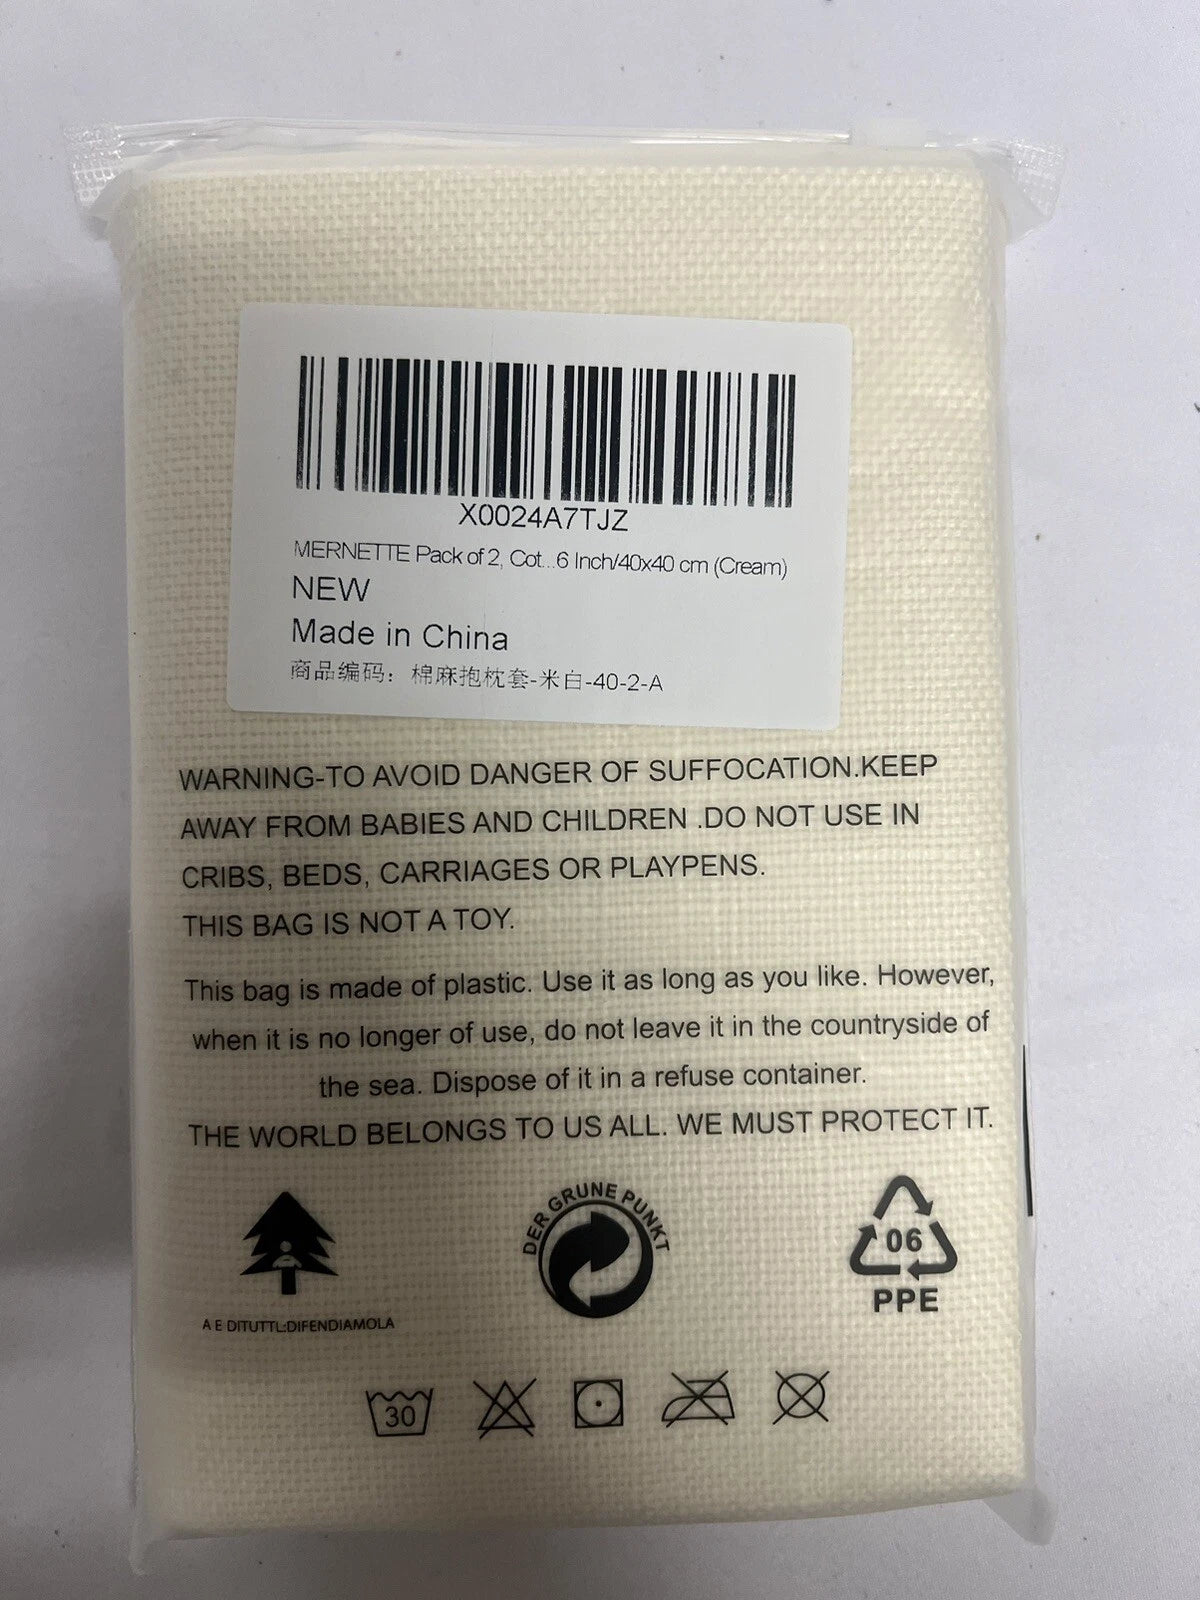 X0024A7TJZ
MERNETTE Pack of 2, Cot...6 Inch/40x40 cm (Cream)
NEW
Made in China
商品编码：棉麻抱枕套-米白-40-2-A
WARNING-TO AVOID DANGER OF SUFFOCATION.KEEP
AWAY FROM BABIES AND CHILDREN .DO NOT USE IN
CRIBS, BEDS, CARRIAGES OR PLAYPENS.
THIS BAG IS NOT A TOY.
This bag is made of plastic. Use it as long as you like. However,
when it is no longer of use, do not leave it in the countryside of
the sea. Dispose of it in a refuse container.
THE WORLD BELONGS TO US ALL. WE MUST PROTECT IT.
DER GRUNE PUNKT
06
PPE
A E DITUTTL:DIFENDIAMOLA
30